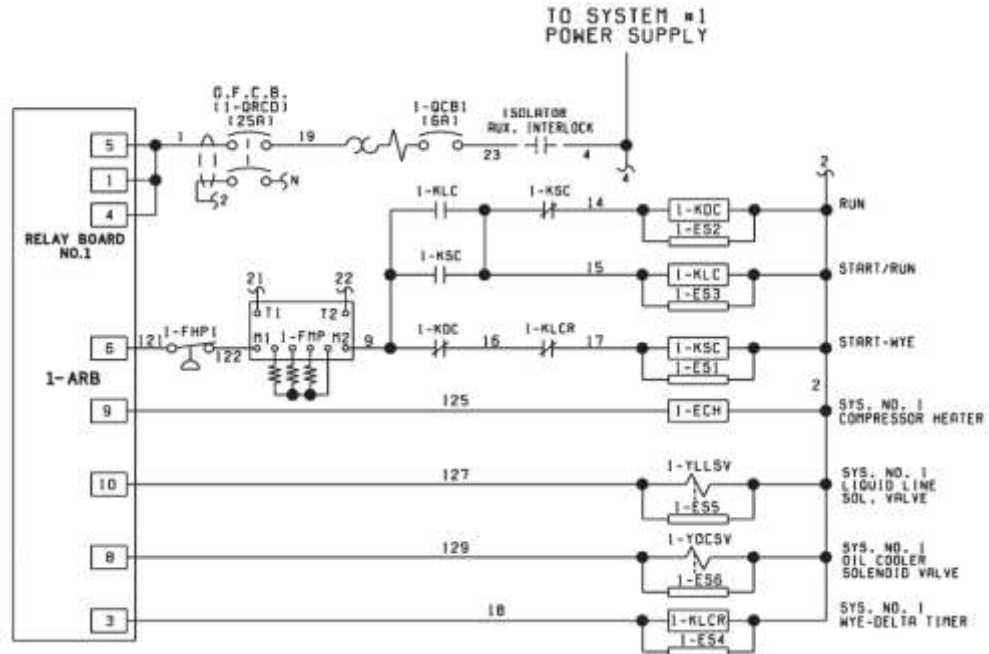 TO SYSTEM #1
POWER SUPPLY
G.F.C.B.
(1-QRCD)
(25A)
1-QCB1
(6A)
ISOLATOR
AUX. INTERLOCK
5
1
19
23
4
2
1
N
4
2
4
1-KLC
1-KSC
14
1-KDC
RUN
1-ES2
RELAY BOARD
NO.1
1-KSC
15
1-KLC
START/RUN
1-ES3
21
22
T1
T2
1-FHP1
M1
1-FMP
M2
9
1-KDC
16
1-KLCR
17
1-KSC
START-WYE
6
121
122
1-ES1
1-ARB
2
9
125
1-ECH
SYS. NO. 1
COMPRESSOR HEATER
1-YLLSV
10
127
SYS. NO. 1
LIQUID LINE
SOL. VALVE
1-ES5
1-YOCSV
8
129
SYS. NO. 1
OIL COOLER
SOLENOID VALVE
1-ES6
3
18
1-KLCR
SYS. NO. 1
WYE-DELTA TIMER
1-ES4